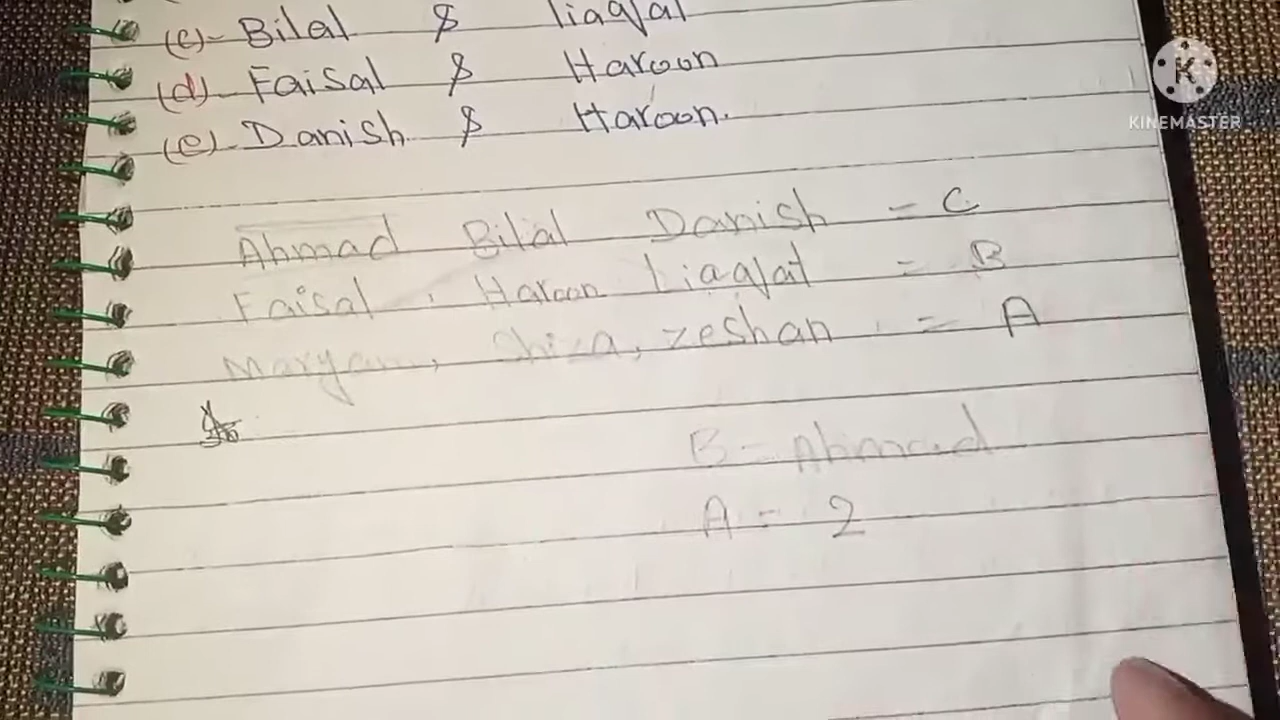 (c)- Bilal & liaqat
(d) Faisal & Haroon
(e) Danish & Haroon.
K
KINEMASTER
Ahmad Bilal Danish = C
Faisal, Haroon Liaqat = B
Maryam, Shiza, zeshan = A
B = Ahmad
A = 2